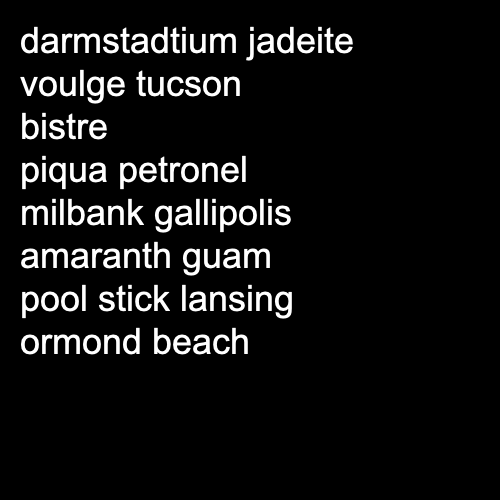 darmstadtium jadeite
voulge tucson
bistre
piqua petronel
milbank gallipolis
amaranth guam
pool stick lansing
ormond beach